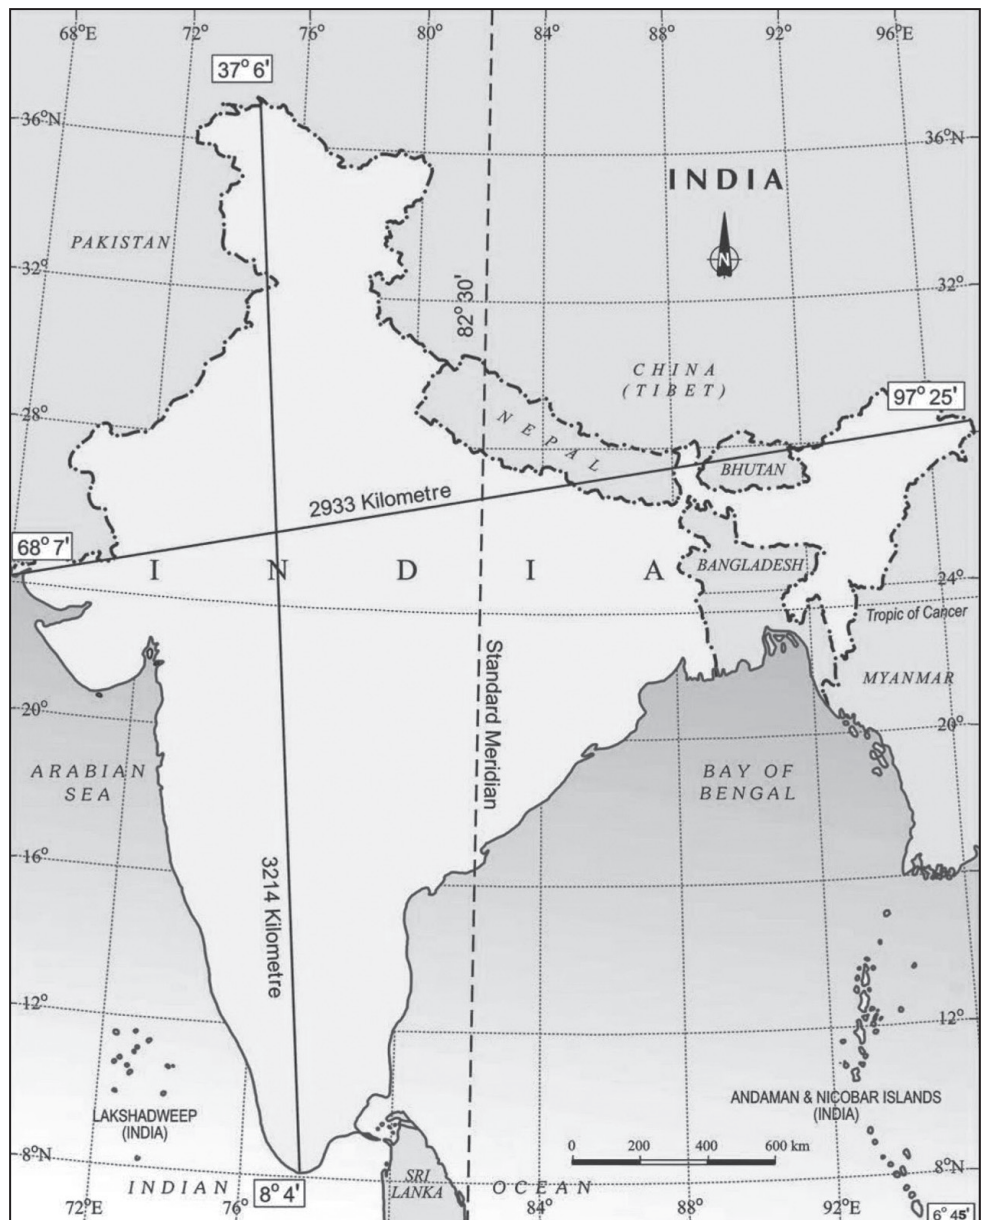 68°E 72° 76° 80° 84° 88° 92° 96°E
37° 6'
36°N 36°N
INDIA
PAKISTAN
N
32° 32°
82° 30'
CHINA
(TIBET)
97° 25'
28°
NEPAL
BHUTAN
2933 Kilometre
68° 7'
I N D I A
BANGLADESH
24°
Tropic of Cancer
Standard Meridian
MYANMAR
20° 20°
ARABIAN
SEA
BAY OF
BENGAL
16°
3214 Kilometre
12° 12°
LAKSHADWEEP
(INDIA)
ANDAMAN & NICOBAR ISLANDS
(INDIA)
0 200 400 600 km
8°N 8°N
SRI
LANKA
INDIAN OCEAN
8° 4'
72°E 76° 80°E 84° 88°E 92°E
6° 45'